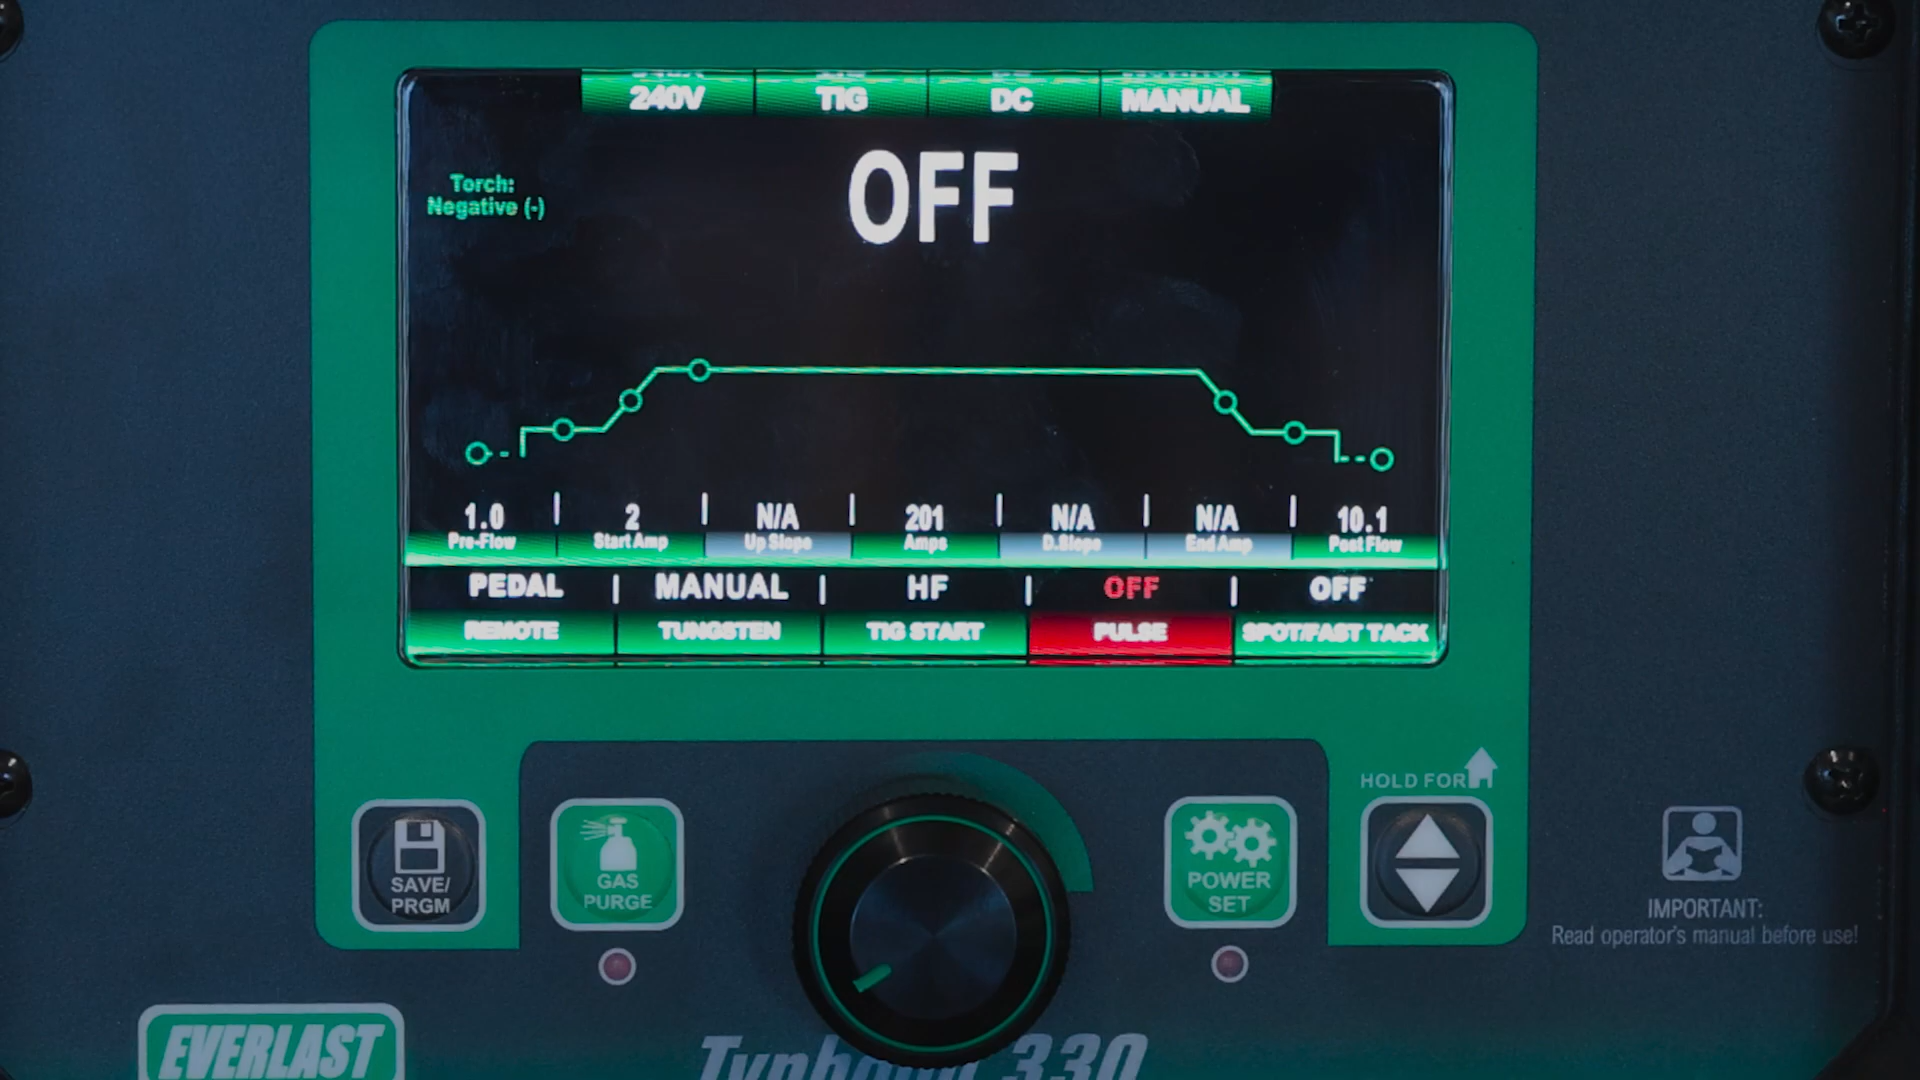 240V TIG DC MANUAL
OFF
Torch:
Negative (-)
1.0 | 2 | N/A | 201 | N/A | N/A | 10.1
Pre-Flow Start Amp Up Slope Amps D.Slope End Amp Post Flow
PEDAL | MANUAL | HF | OFF | OFF
REMOTE TUNGSTEN TIG START PULSE SPOT/FAST TACK
HOLD FOR
SAVE/
PRGM
GAS
PURGE
POWER
SET
IMPORTANT:
Read operator's manual before use!
EVERLAST
Typhoon 330